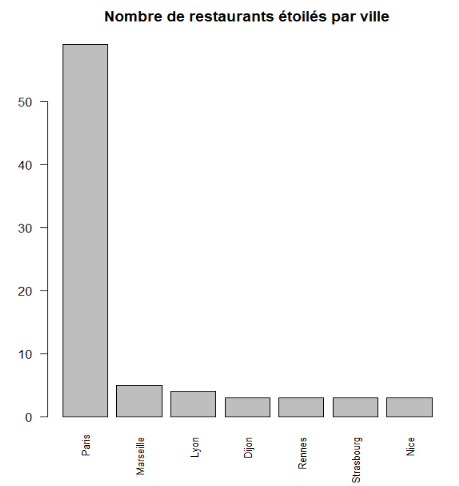 Nombre de restaurants étoilés par ville
50
40
30
20
10
0
Paris
Marseille
Lyon
Dijon
Rennes
Strasbourg
Nice